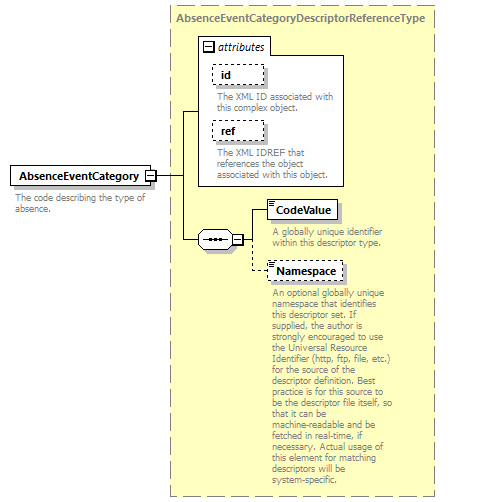 AbsenceEventCategoryDescriptorReferenceType
attributes
id
The XML ID associated with
this complex object.
ref
The XML IDREF that
references the object
associated with this object.
AbsenceEventCategory
The code describing the type of
absence.
CodeValue
A globally unique identifier
within this descriptor type.
Namespace
An optional globally unique
namespace that identifies
this descriptor set. If
supplied, the author is
strongly encouraged to use
the Universal Resource
Identifier (http, ftp, file, etc.)
for the source of the
descriptor definition. Best
practice is for this source to
be the descriptor file itself, so
that it can be
machine-readable and be
fetched in real-time, if
necessary. Actual usage of
this element for matching
descriptors will be
system-specific.